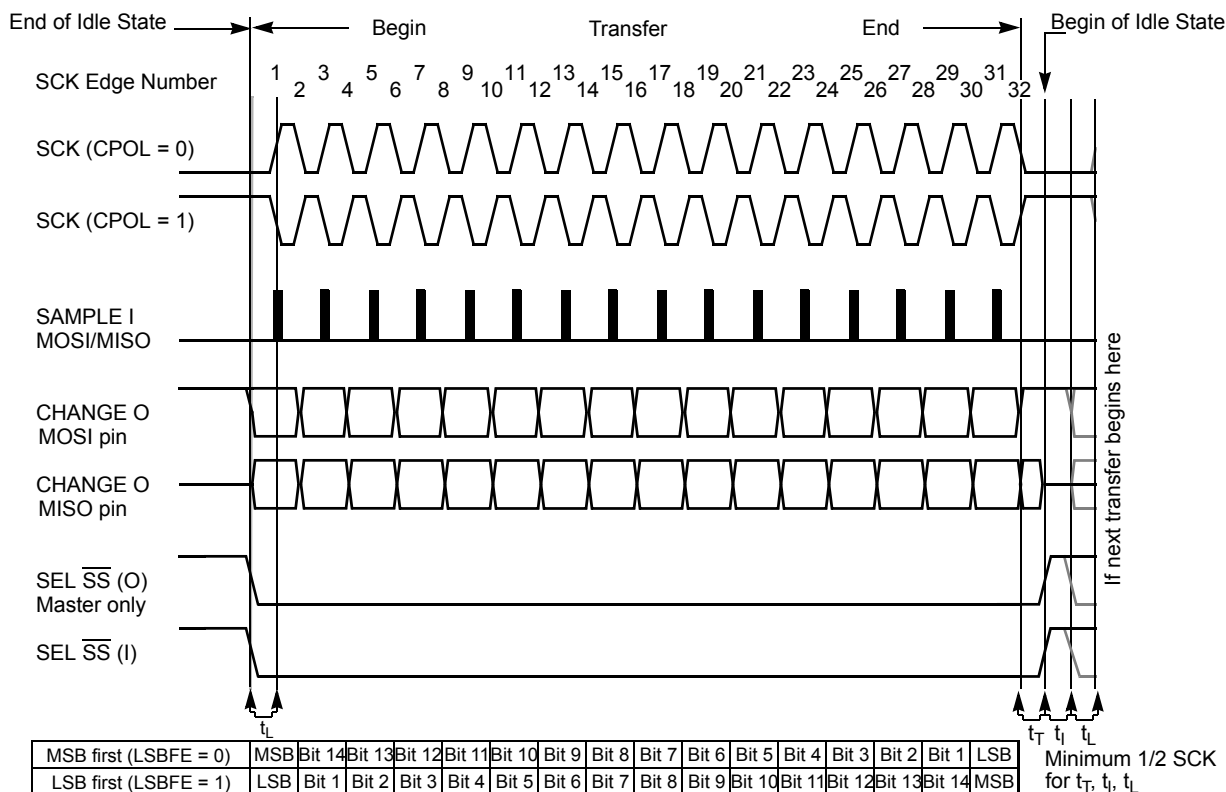 End of Idle State Begin Transfer End Begin of Idle State
SCK Edge Number 1 3 5 7 9 11 13 15 17 19 21 23 25 27 29 31
2 4 6 8 10 12 14 16 18 20 22 24 26 28 30 32
SCK (CPOL = 0)
SCK (CPOL = 1)
SAMPLE I
MOSI/MISO
CHANGE O
MOSI pin
CHANGE O
MISO pin
SEL SS (O)
Master only
SEL SS (I)
If next transfer begins here
tL tT tI tL
MSB first (LSBFE = 0) MSB Bit 14 Bit 13 Bit 12 Bit 11 Bit 10 Bit 9 Bit 8 Bit 7 Bit 6 Bit 5 Bit 4 Bit 3 Bit 2 Bit 1 LSB Minimum 1/2 SCK
LSB first (LSBFE = 1) LSB Bit 1 Bit 2 Bit 3 Bit 4 Bit 5 Bit 6 Bit 7 Bit 8 Bit 9 Bit 10 Bit 11 Bit 12 Bit 13 Bit 14 MSB for tT, tI, tL